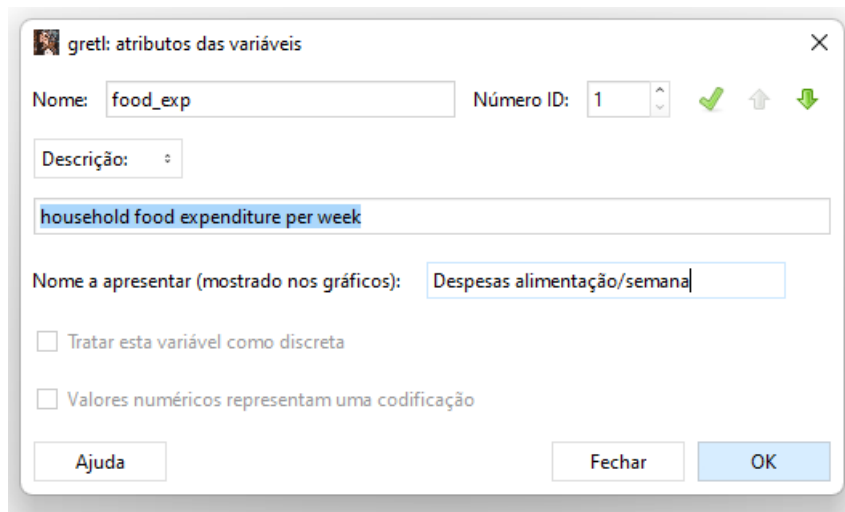 gretl: atributos das variáveis
Nome: food_exp Número ID: 1
Descrição:
household food expenditure per week
Nome a apresentar (mostrado nos gráficos): Despesas alimentação/semana
Tratar esta variável como discreta
Valores numéricos representam uma codificação
Ajuda Fechar OK